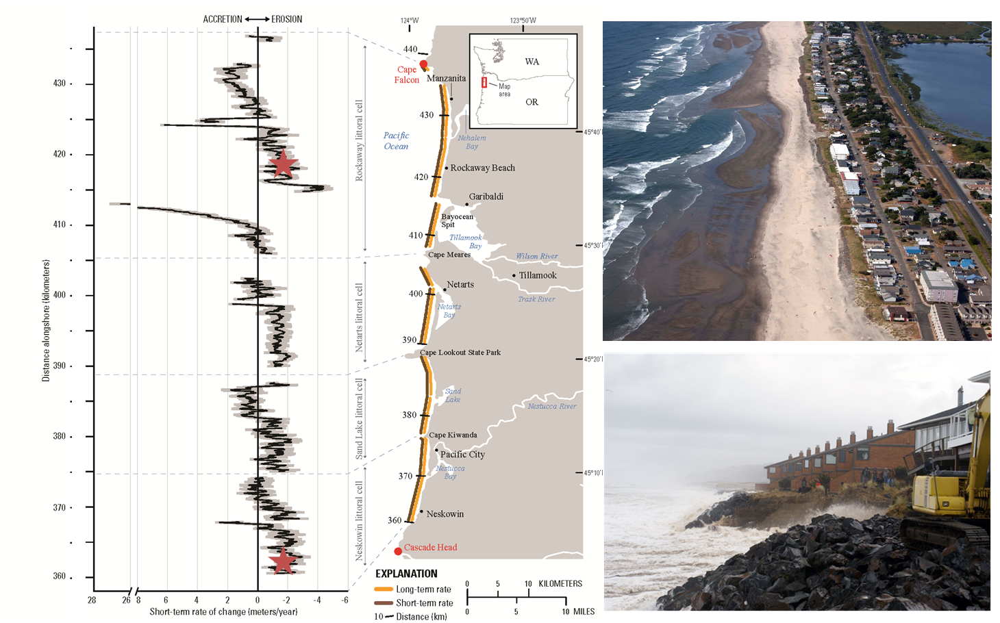 ACCRETION EROSION
430
420
410
400
390
380
370
360
Distance alongshore (kilometers)
28 26 8 6 4 2 0 -2 -4 -6
Short-term rate of change (meters/year)
Rockaway littoral cell
Netarts littoral cell
Sand Lake littoral cell
Neskowin littoral cell
124°W
123°50'W
440
Cape
Falcon
Manzanita
WA
Map
area
OR
430
Pacific
Ocean
Nehalem
Bay
45°40'
Rockaway Beach
420
Garibaldi
Bayocean
Spit
410
Tillamook
Bay
45°30'
Cape Meares
Wilson River
Tillamook
Netarts
400
Trask River
Netarts
Bay
390
Cape Lookout State Park
45°20'
Sand
Lake
Nestucca River
380
Cape Kiwanda
Pacific City
Nestucca
Bay
370
45°10'
Neskowin
360
Cascade Head
EXPLANATION
Long-term rate
Short-term rate
10 Distance (km)
0 5 10 KILOMETERS
0 5 10 MILES